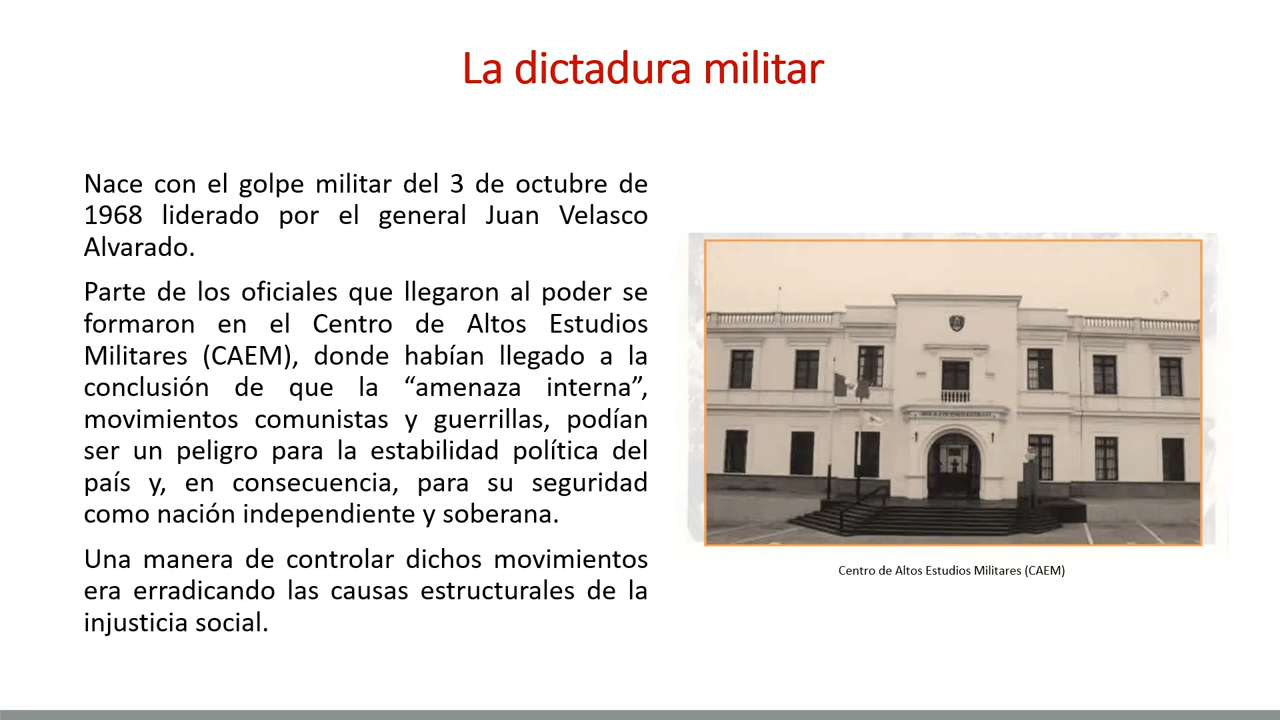 La dictadura militar
Nace con el golpe militar del 3 de octubre de
1968 liderado por el general Juan Velasco
Alvarado.
Parte de los oficiales que llegaron al poder se
formaron en el Centro de Altos Estudios
Militares (CAEM), donde habían llegado a la
conclusión de que la “amenaza interna”,
movimientos comunistas y guerrillas, podían
ser un peligro para la estabilidad política del
país y, en consecuencia, para su seguridad
como nación independiente y soberana.
Una manera de controlar dichos movimientos
era erradicando las causas estructurales de la
injusticia social.
Centro de Altos Estudios Militares (CAEM)